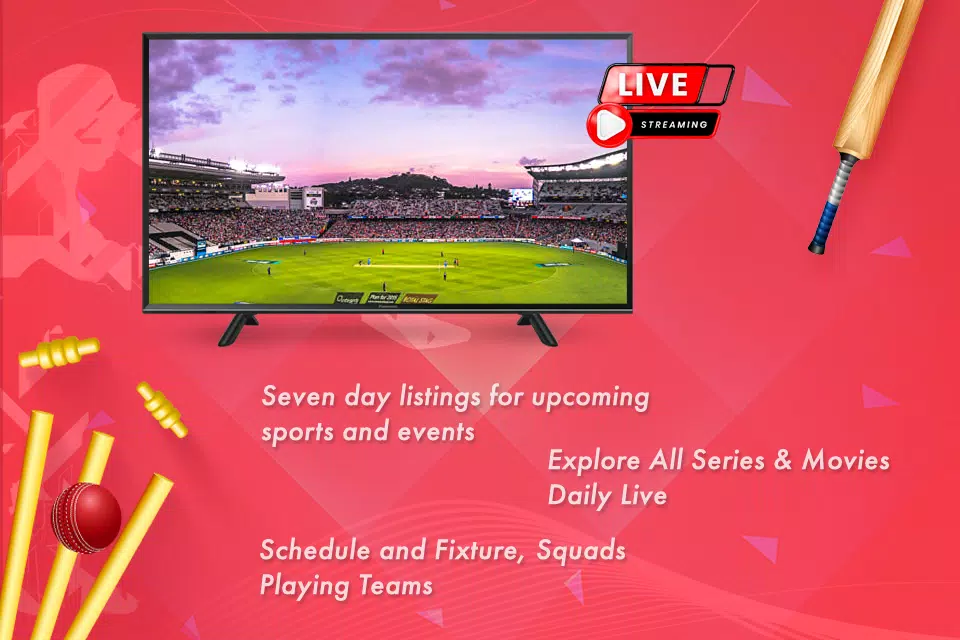 LIVE
STREAMING
Seven day listings for upcoming
sports and events
Explore All Series & Movies
Daily Live
Schedule and Fixture, Squads
Playing Teams